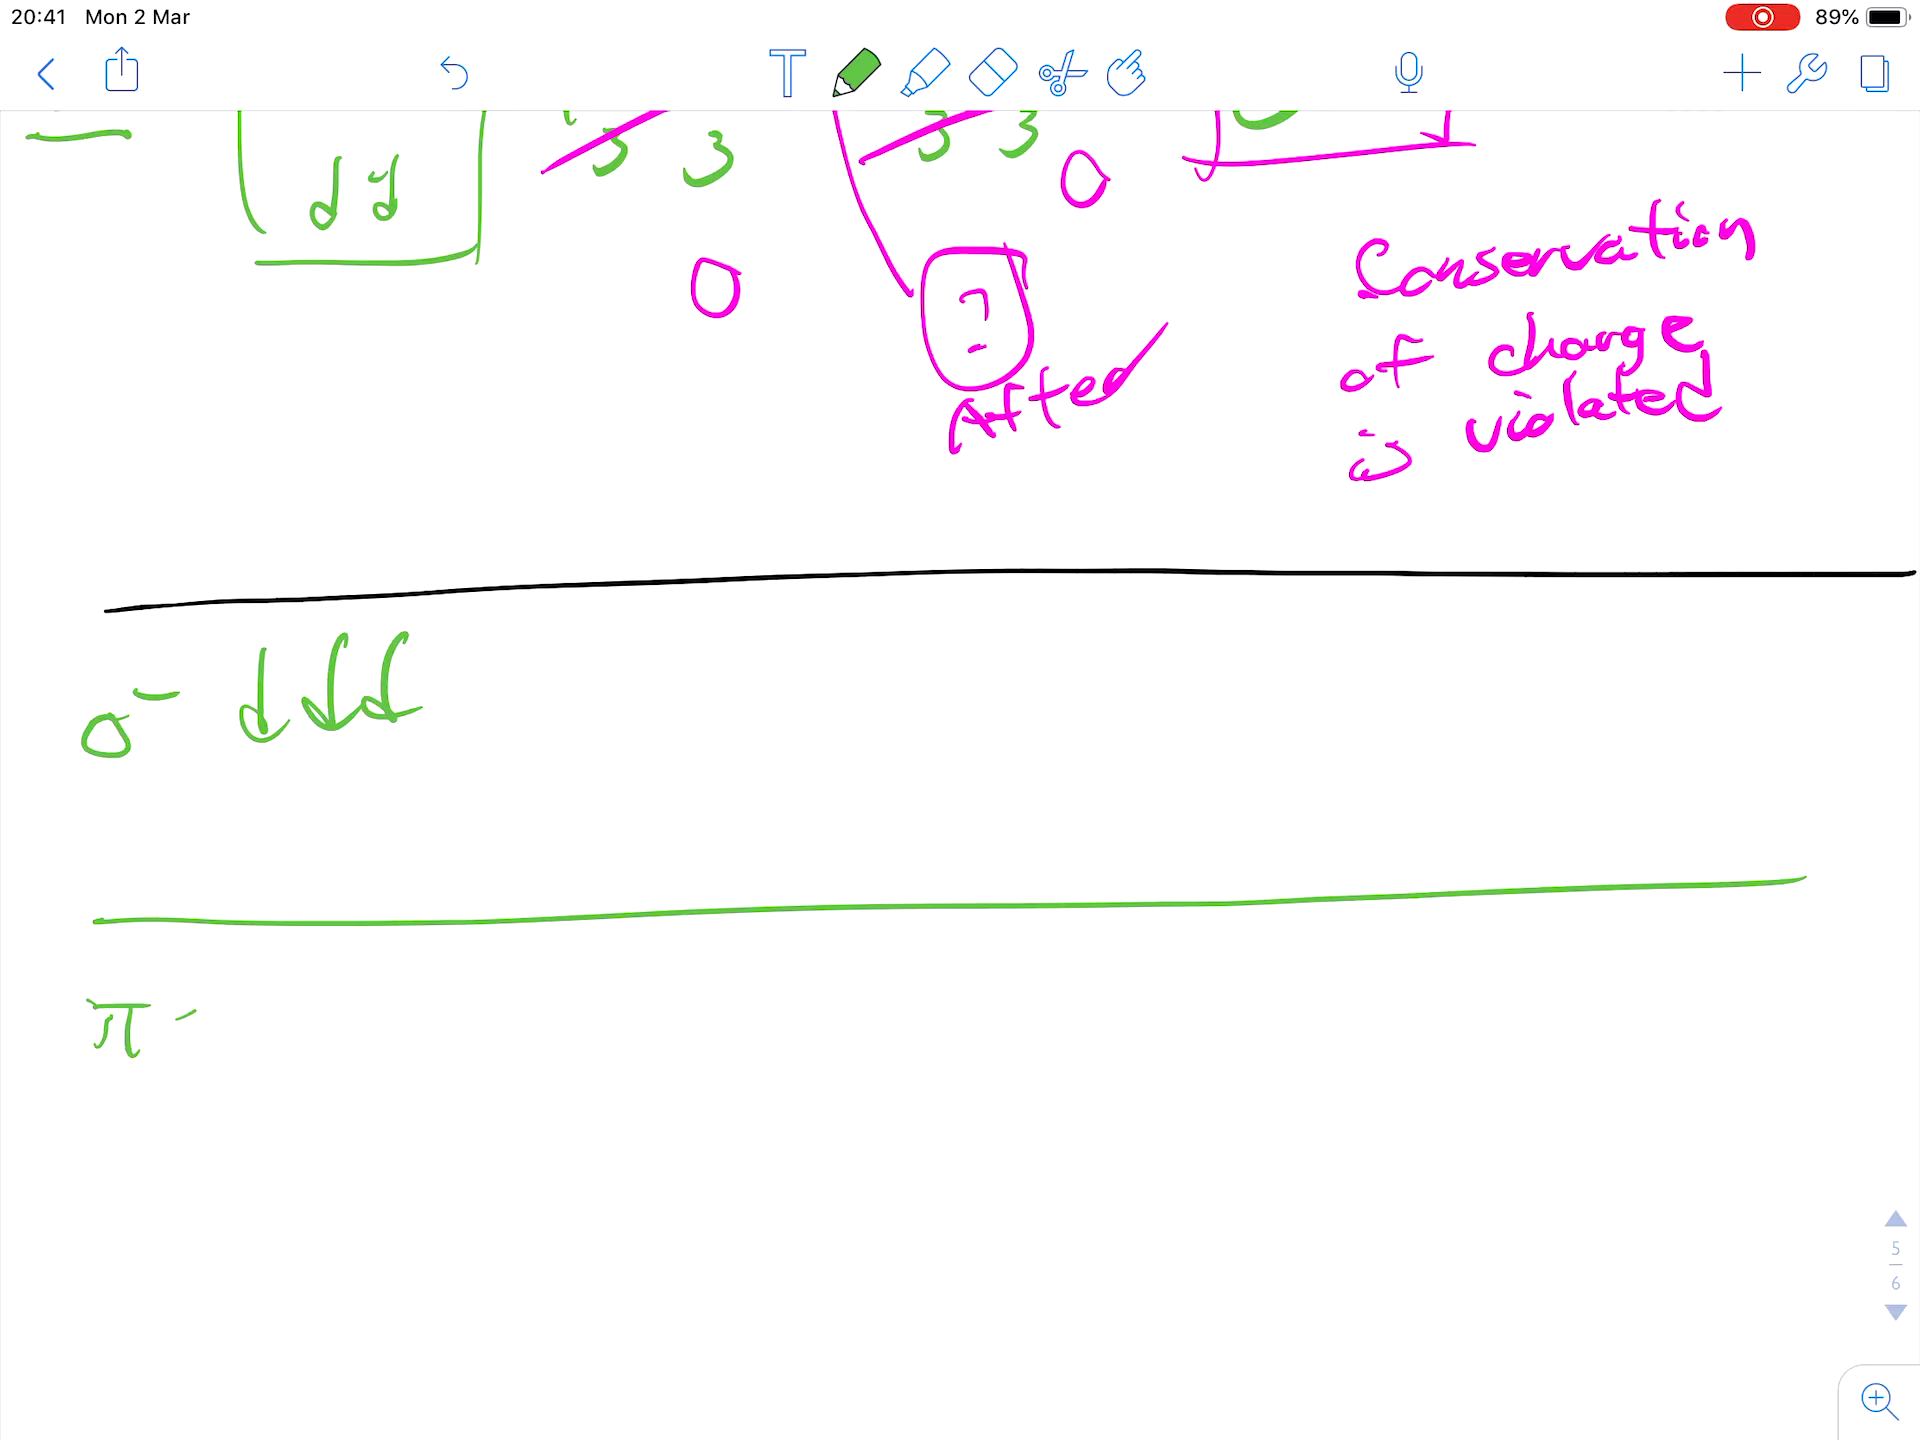 20:41 Mon 2 Mar 89%
T
3 3 3 3
dd
0
0
?
After
Conservation
of charge
is violated
σ⁻ ddd
π -
5
6